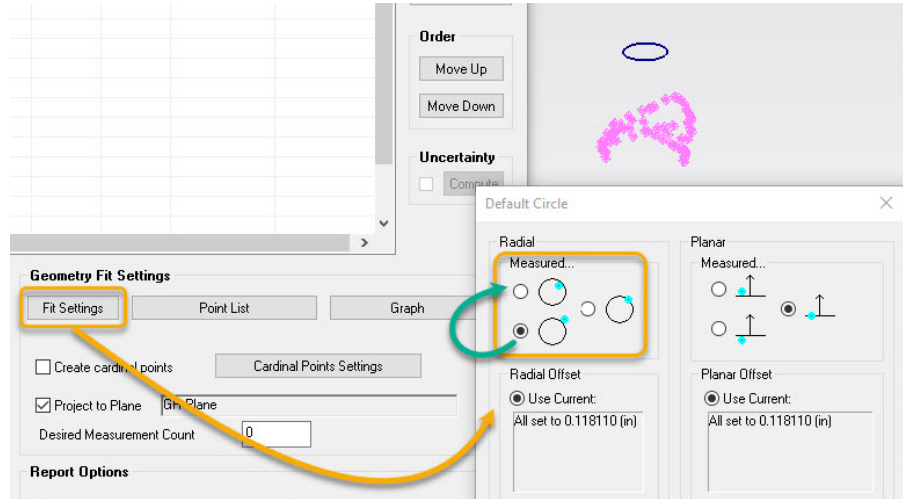 Order
Move Up
Move Down
Uncertainty
Compute
Default Circle
Radial
Planar
Measured...
Measured...
Geometry Fit Settings
Fit Settings
Point List
Graph
Create cardinal points
Cardinal Points Settings
Radial Offset
Planar Offset
Use Current:
Use Current:
Project to Plane
All set to 0.118110 (in)
All set to 0.118110 (in)
Desired Measurement Count
0
Report Options